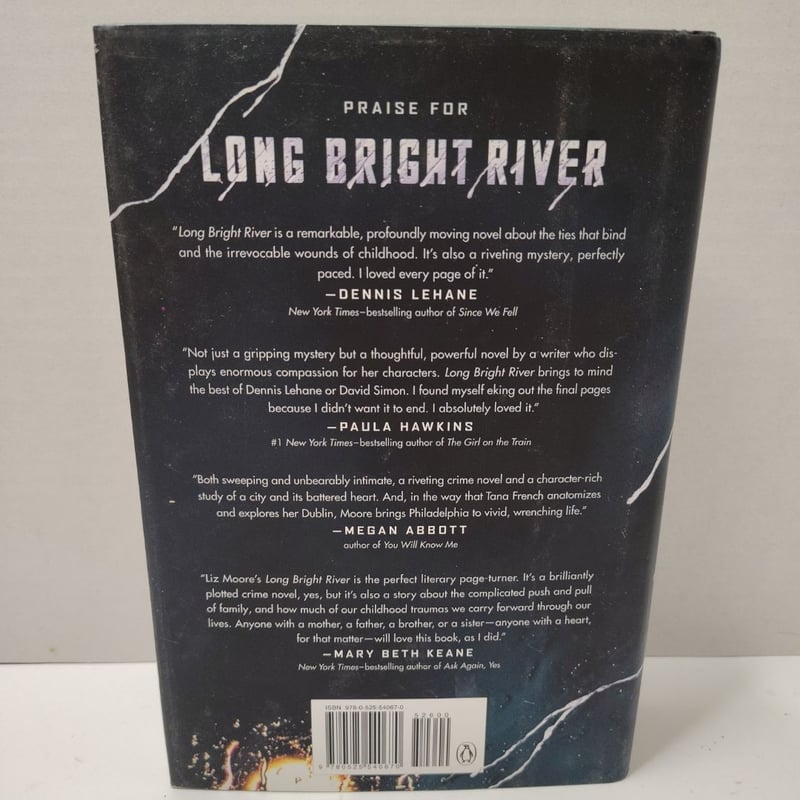 PRAISE FOR
LONG BRIGHT RIVER
“Long Bright River is a remarkable, profoundly moving novel about the ties that bind
and the irrevocable wounds of childhood. It’s also a riveting mystery, perfectly
paced. I loved every page of it.”
—DENNIS LEHANE
New York Times–bestselling author of Since We Fell
“Not just a gripping mystery but a thoughtful, powerful novel by a writer who dis-
plays enormous compassion for her characters. Long Bright River brings to mind
the best of Dennis Lehane or David Simon. I found myself eking out the final pages
because I didn’t want it to end. I absolutely loved it.”
—PAULA HAWKINS
#1 New York Times–bestselling author of The Girl on the Train
“Both sweeping and unbearably intimate, a riveting crime novel and a character-rich
study of a city and its battered heart. And, in the way that Tana French anatomizes
and explores her Dublin, Moore brings Philadelphia to vivid, wrenching life.”
—MEGAN ABBOTT
author of You Will Know Me
“Liz Moore’s Long Bright River is the perfect literary page-turner. It’s a brilliantly
plotted crime novel, yes, but it’s also a story about the complicated push and pull
of family, and how much of our childhood traumas we carry forward through our
lives. Anyone with a mother, a father, a brother, or a sister—anyone with a heart,
for that matter—will love this book, as I did.”
—MARY BETH KEANE
New York Times–bestselling author of Ask Again, Yes
ISBN 978-0-525-54067-0
52600
9 780525 540670